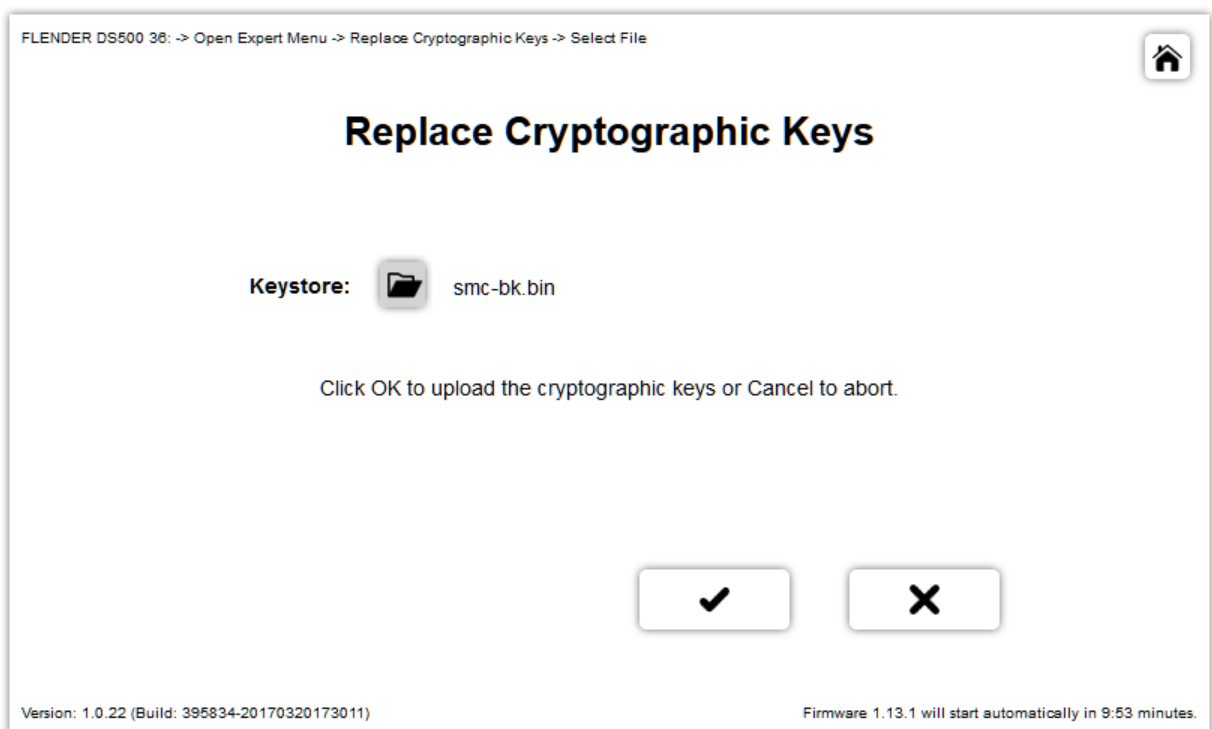 FLENDER DS500 36: -> Open Expert Menu -> Replace Cryptographic Keys -> Select File
Replace Cryptographic Keys
Keystore: smc-bk.bin
Click OK to upload the cryptographic keys or Cancel to abort.
Version: 1.0.22 (Build: 395834-20170320173011) Firmware 1.13.1 will start automatically in 9:53 minutes.